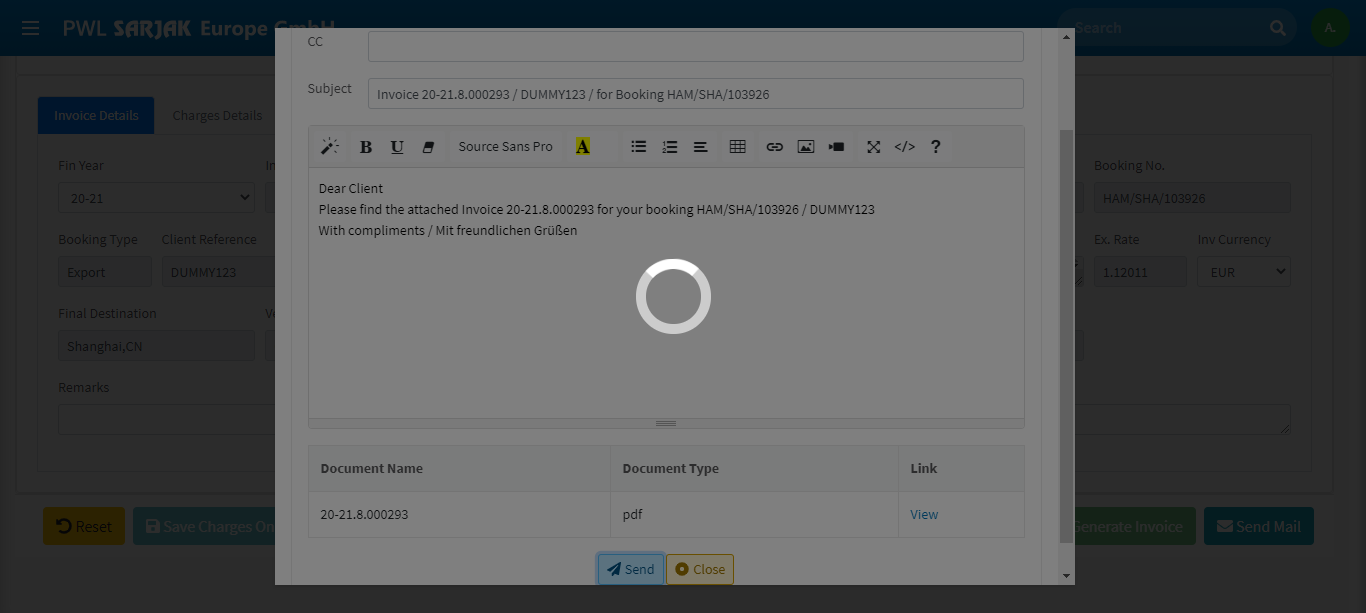 PWL SARJAK Europe GmbH
Search
A.
CC
Subject
Invoice 20-21.8.000293 / DUMMY123 / for Booking HAM/SHA/103926
Invoice Details
Charges Details
B U Source Sans Pro A </> ?
Dear Client
Please find the attached Invoice 20-21.8.000293 for your booking HAM/SHA/103926 / DUMMY123
With compliments / Mit freundlichen Grüßen
Fin Year
20-21
Booking No.
HAM/SHA/103926
Booking Type
Client Reference
Ex. Rate
Inv Currency
Export
DUMMY123
1.12011
EUR
Final Destination
Shanghai,CN
Remarks
Document Name Document Type Link
20-21.8.000293 pdf View
Reset
Save Charges On
Generate Invoice
Send Mail
Send
Close